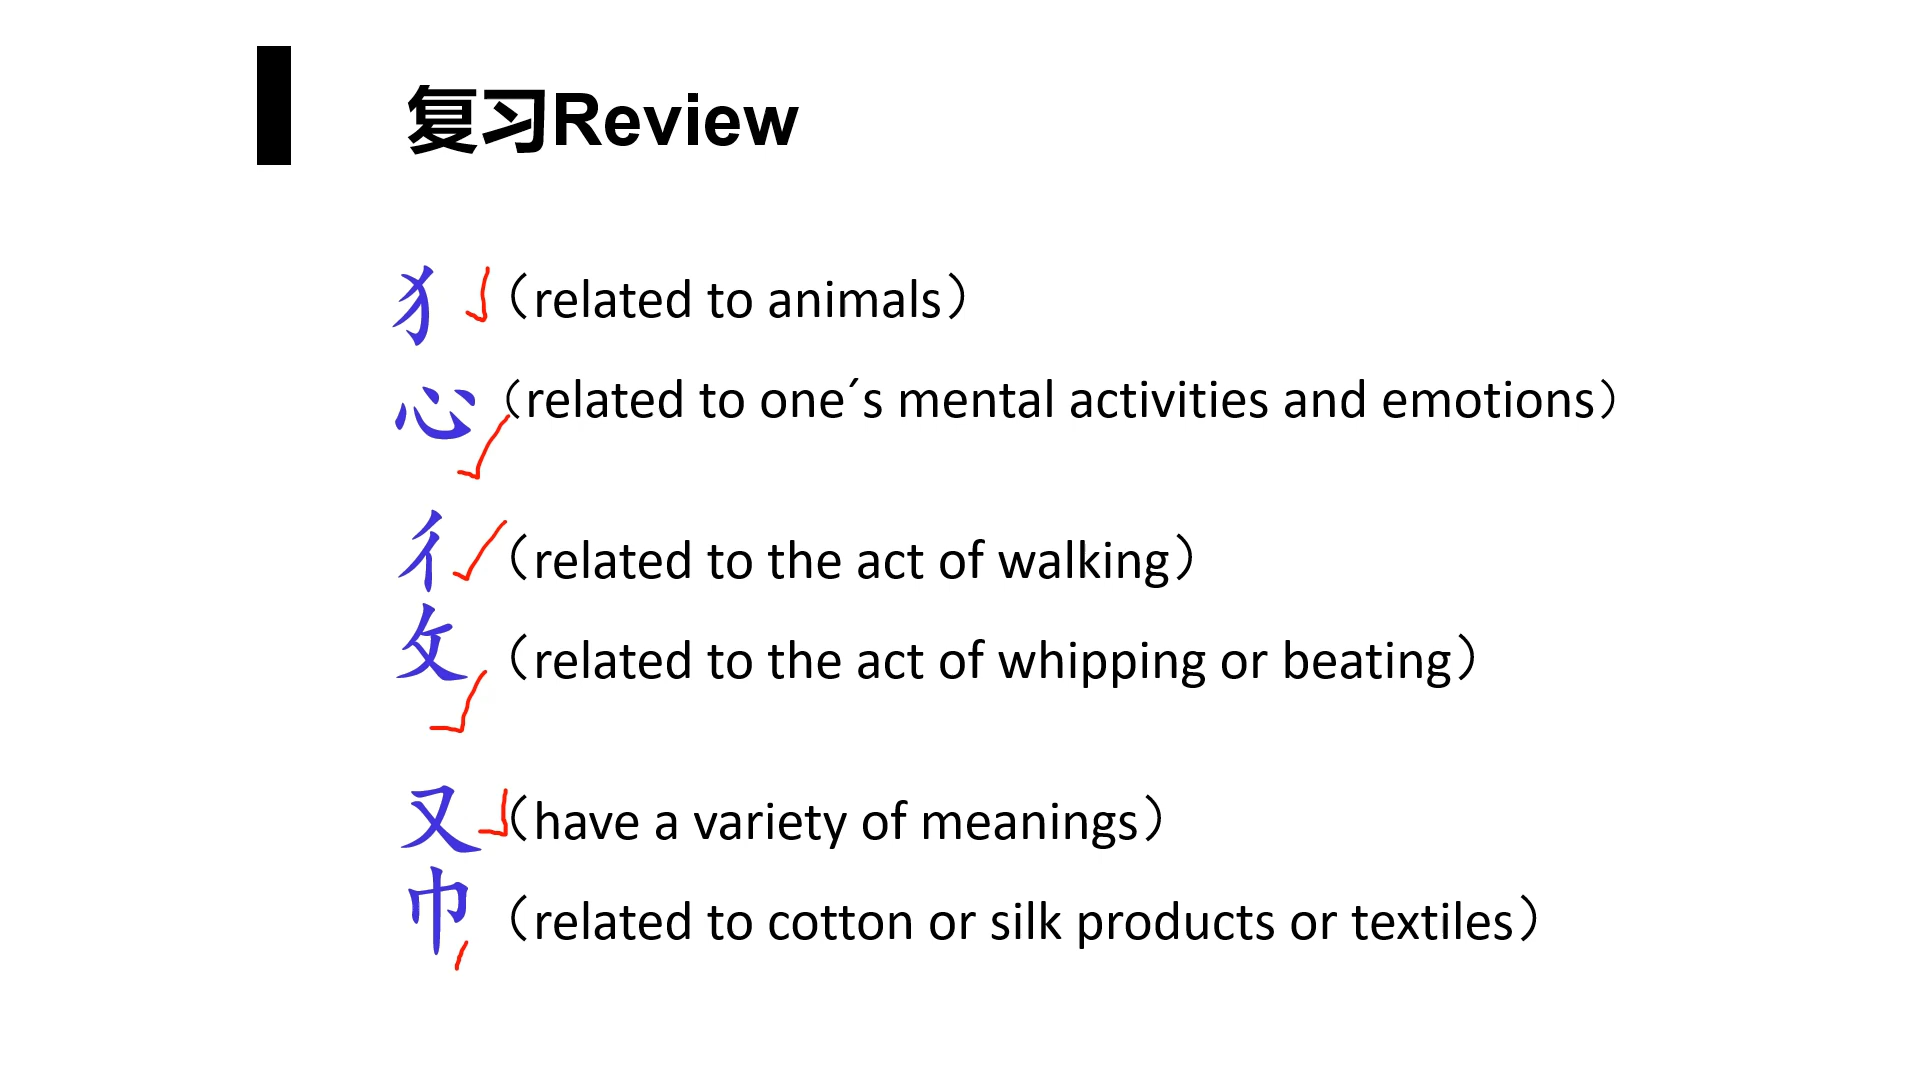 复习Review
犭（related to animals）
心（related to one´s mental activities and emotions）
彳（related to the act of walking）
攵（related to the act of whipping or beating）
又（have a variety of meanings）
巾（related to cotton or silk products or textiles）